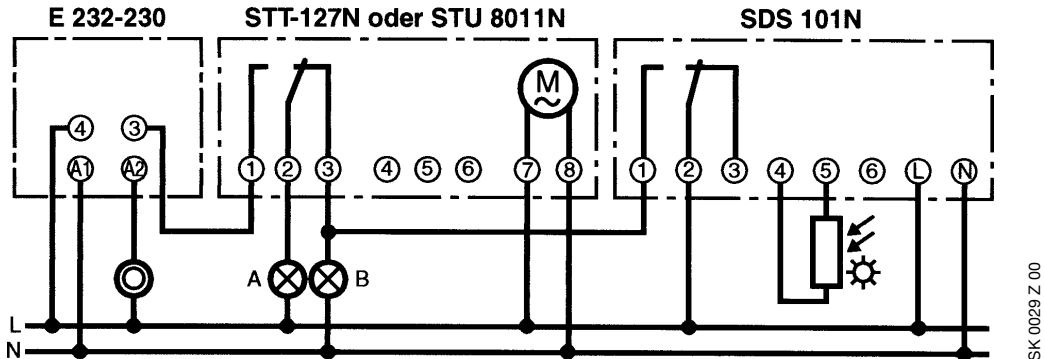 E 232-230 STT-127N oder STU 8011N SDS 101N
M
~
4 3
A1 A2 1 2 3 4 5 6 7 8 1 2 3 4 5 6 L N
A B
L
N
SK 0029 Z 00